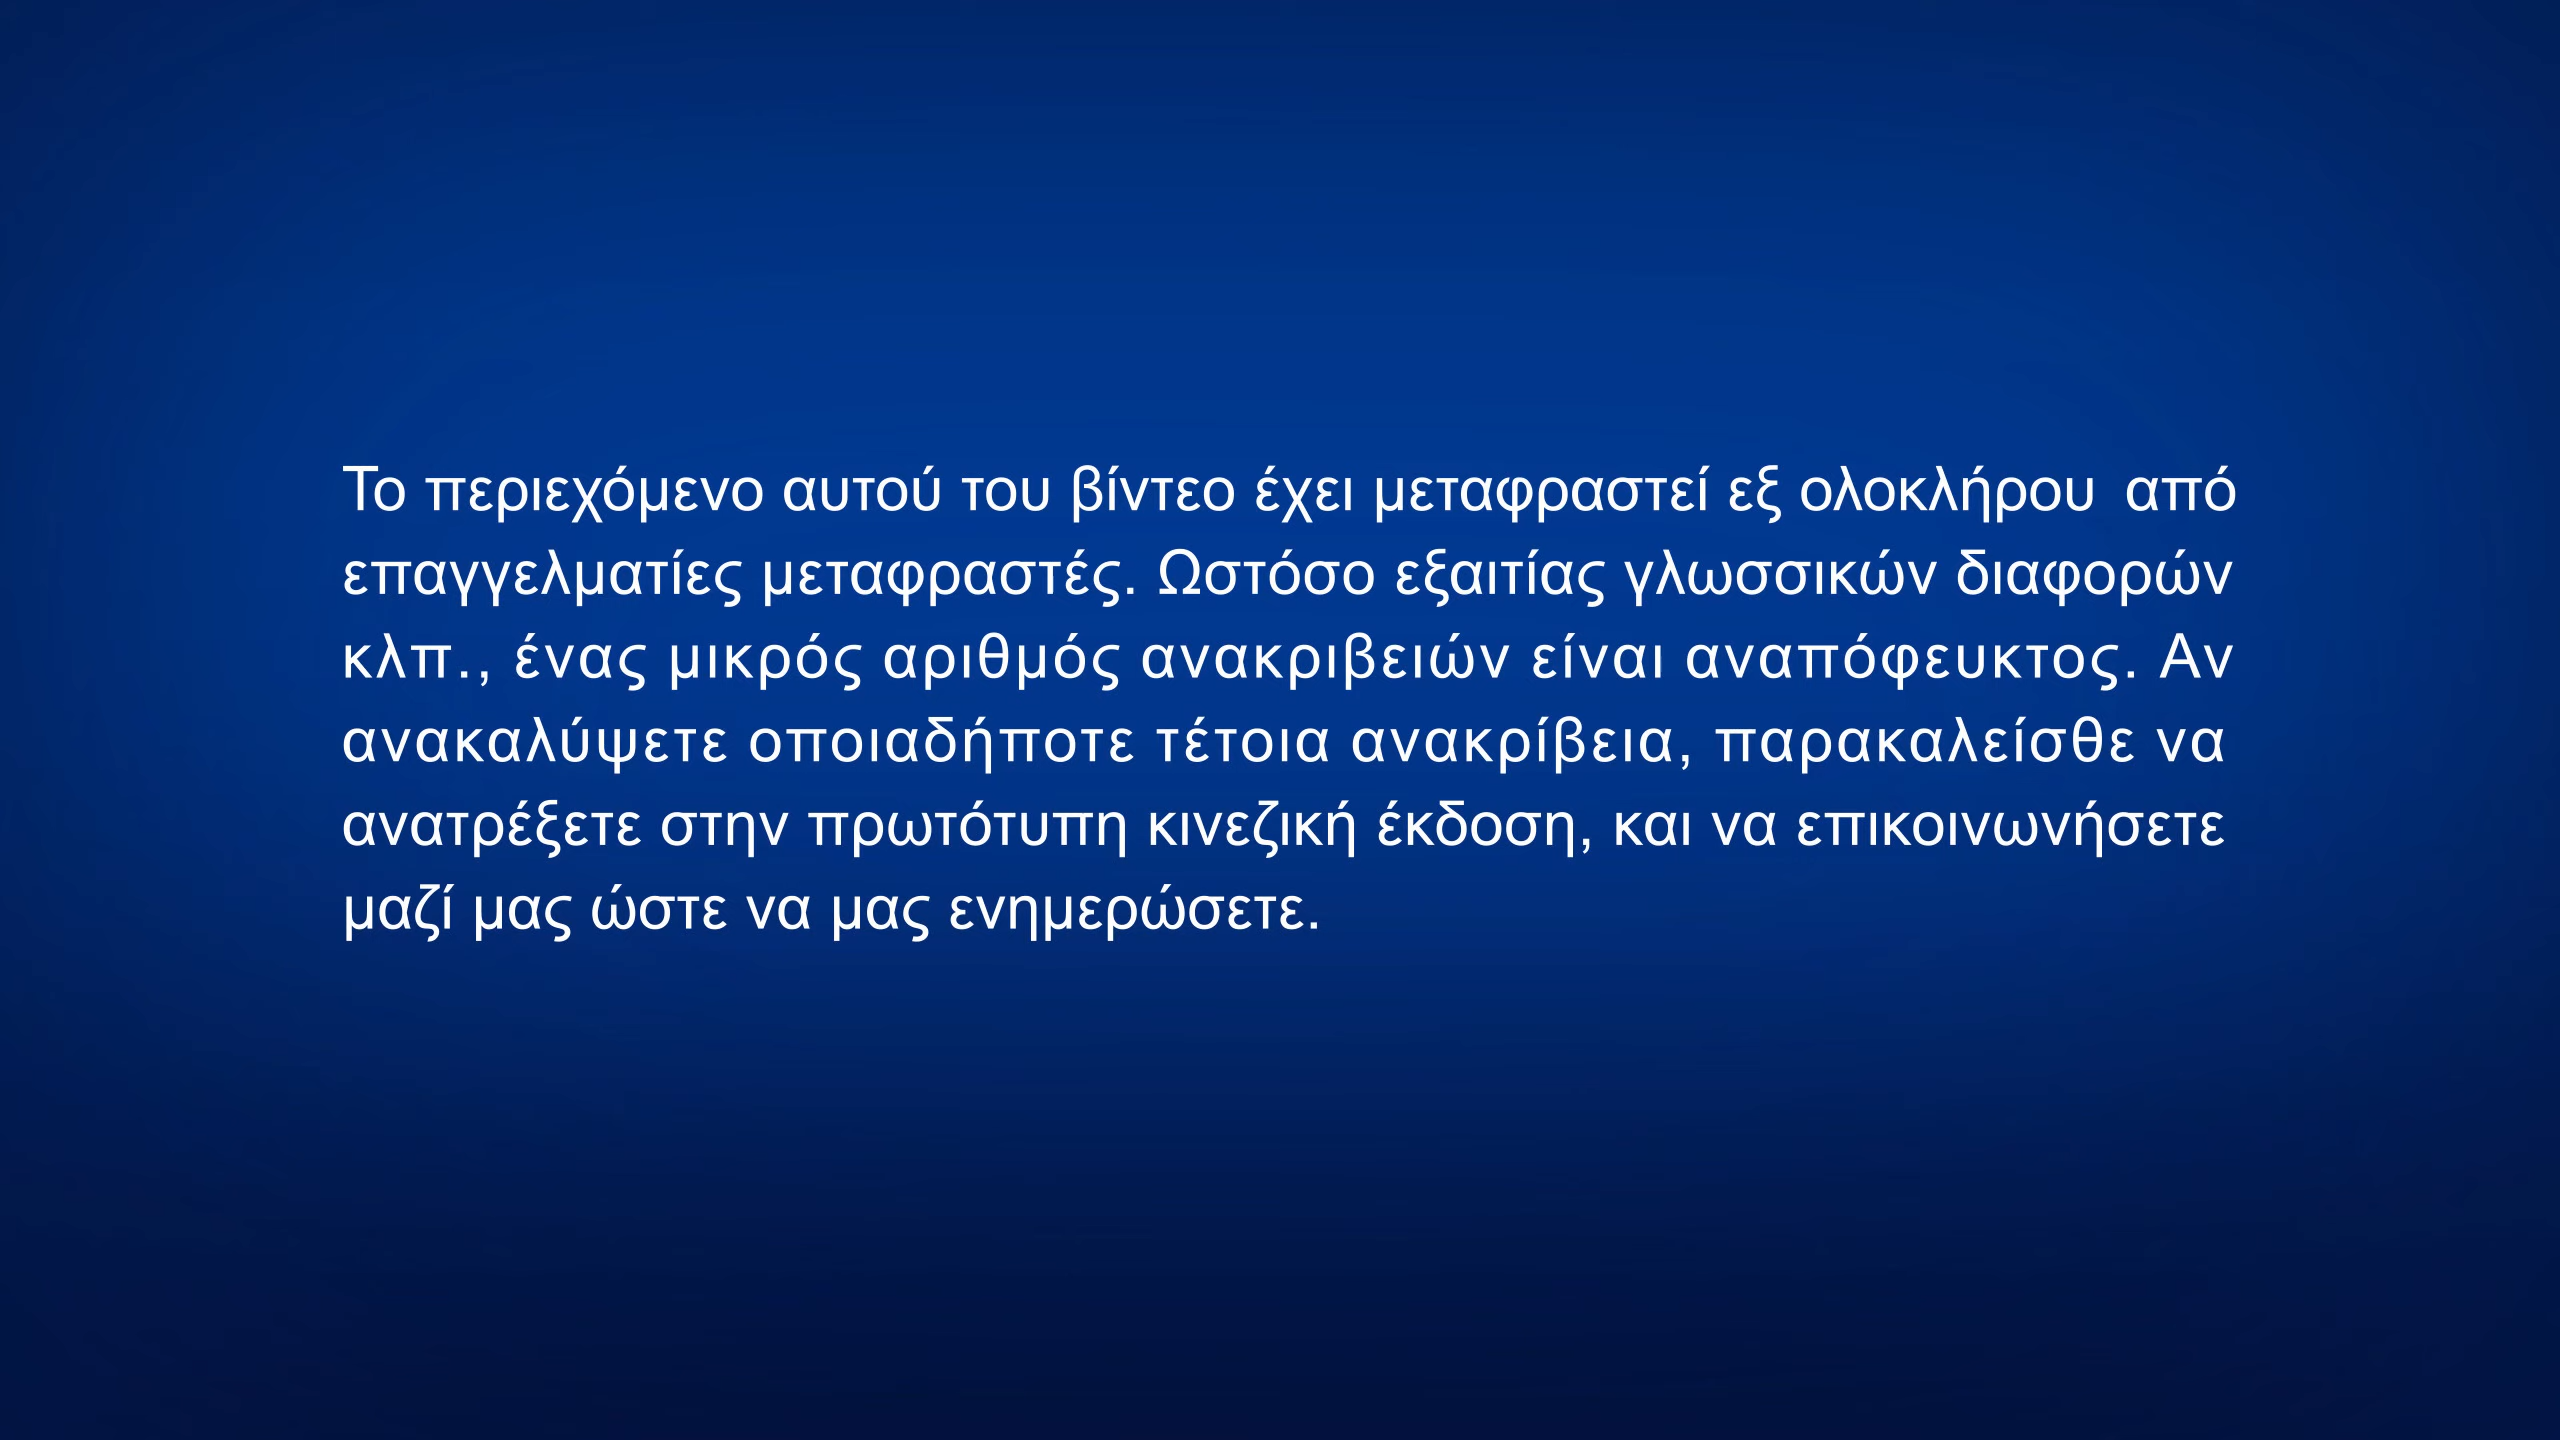 Το περιεχόμενο αυτού του βίντεο έχει μεταφραστεί εξ ολοκλήρου από
επαγγελματίες μεταφραστές. Ωστόσο εξαιτίας γλωσσικών διαφορών
κλπ., ένας μικρός αριθμός ανακριβειών είναι αναπόφευκτος. Αν
ανακαλύψετε οποιαδήποτε τέτοια ανακρίβεια, παρακαλείσθε να
ανατρέξετε στην πρωτότυπη κινεζική έκδοση, και να επικοινωνήσετε
μαζί μας ώστε να μας ενημερώσετε.